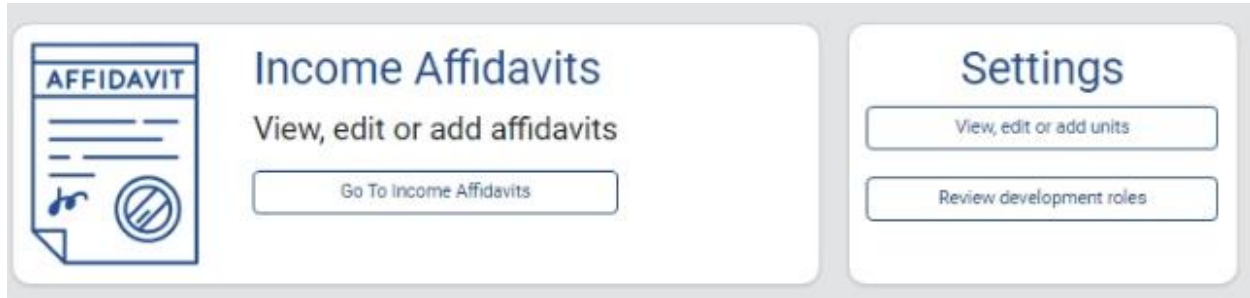 AFFIDAVIT
Income Affidavits
View, edit or add affidavits
Go To Income Affidavits
Settings
View, edit or add units
Review development roles